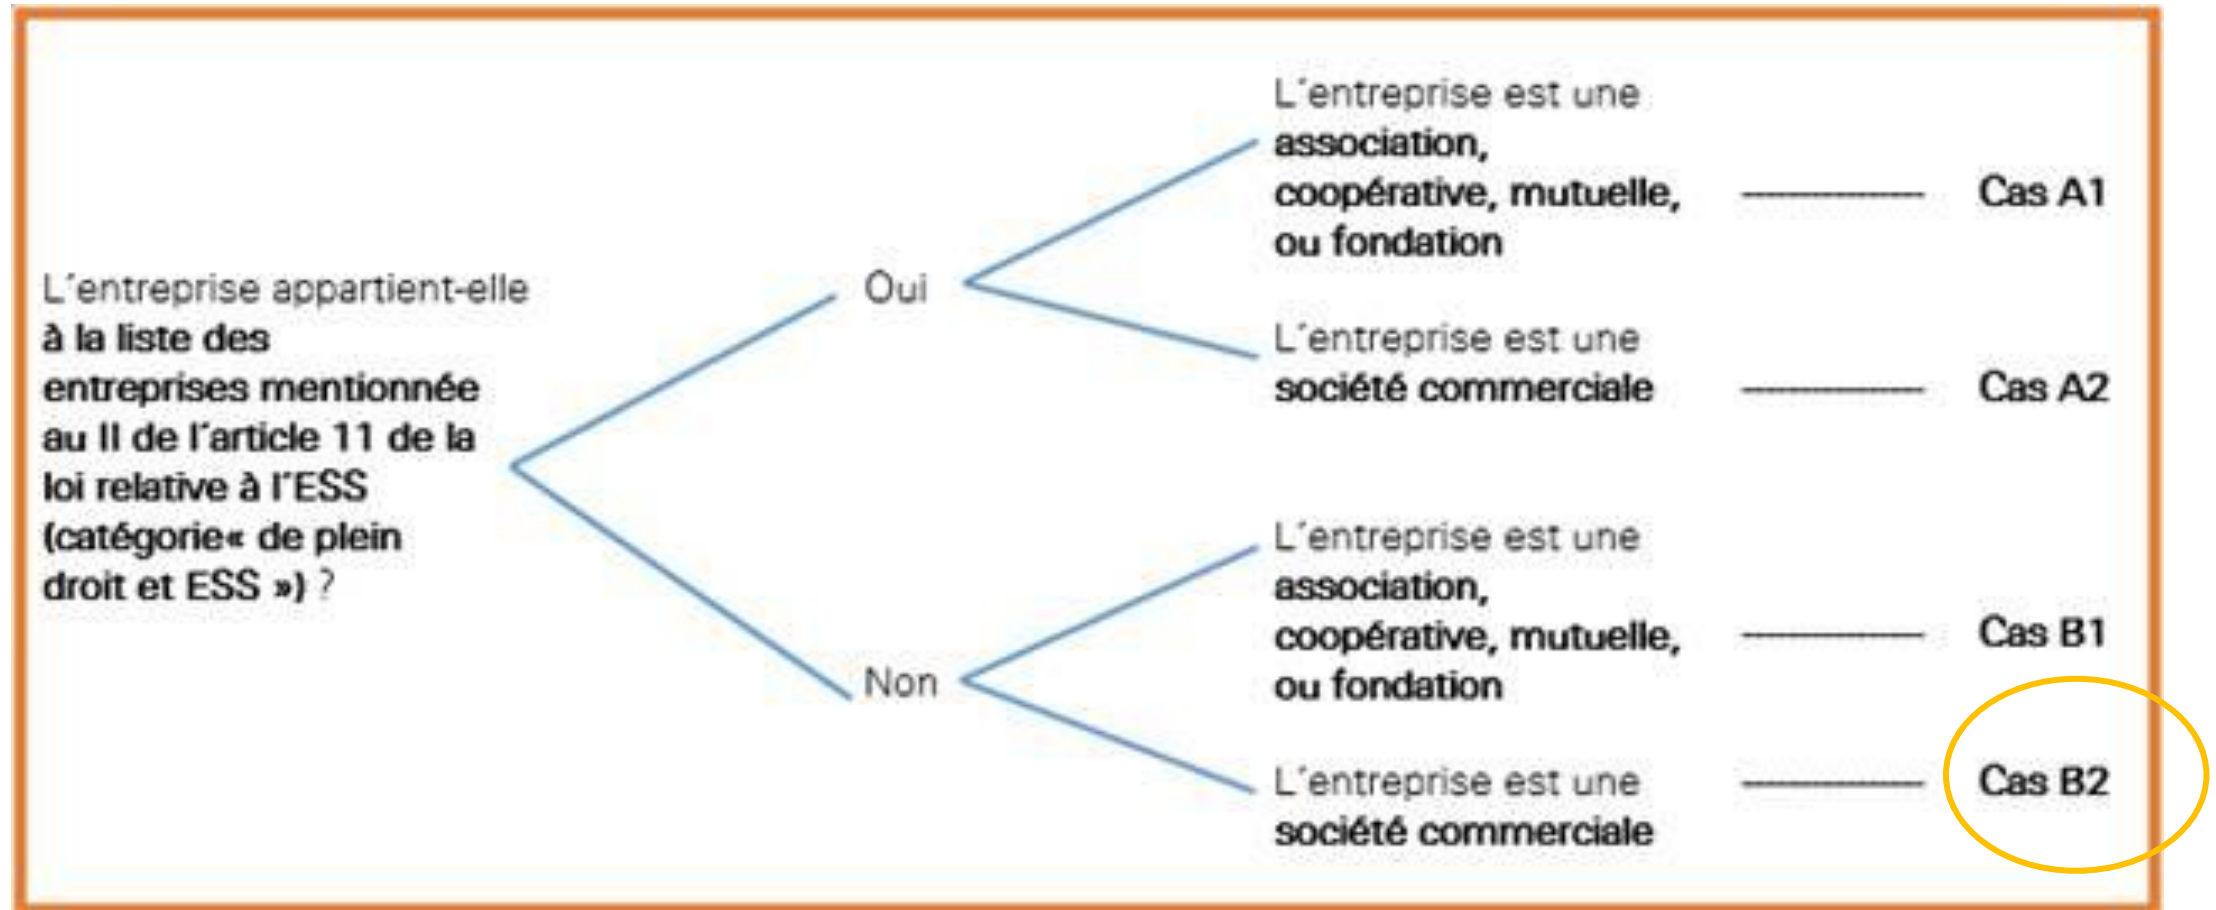 L´entreprise appartient-elle
à la liste des
entreprises mentionnée
au II de l´article 11 de la
loi relative à l´ESS
(catégorie« de plein
droit et ESS ») ?
Oui
L´entreprise est une
association,
coopérative, mutuelle,
ou fondation
Cas A1
L´entreprise est une
société commerciale
Cas A2
Non
L´entreprise est une
association,
coopérative, mutuelle,
ou fondation
Cas B1
L´entreprise est une
société commerciale
Cas B2